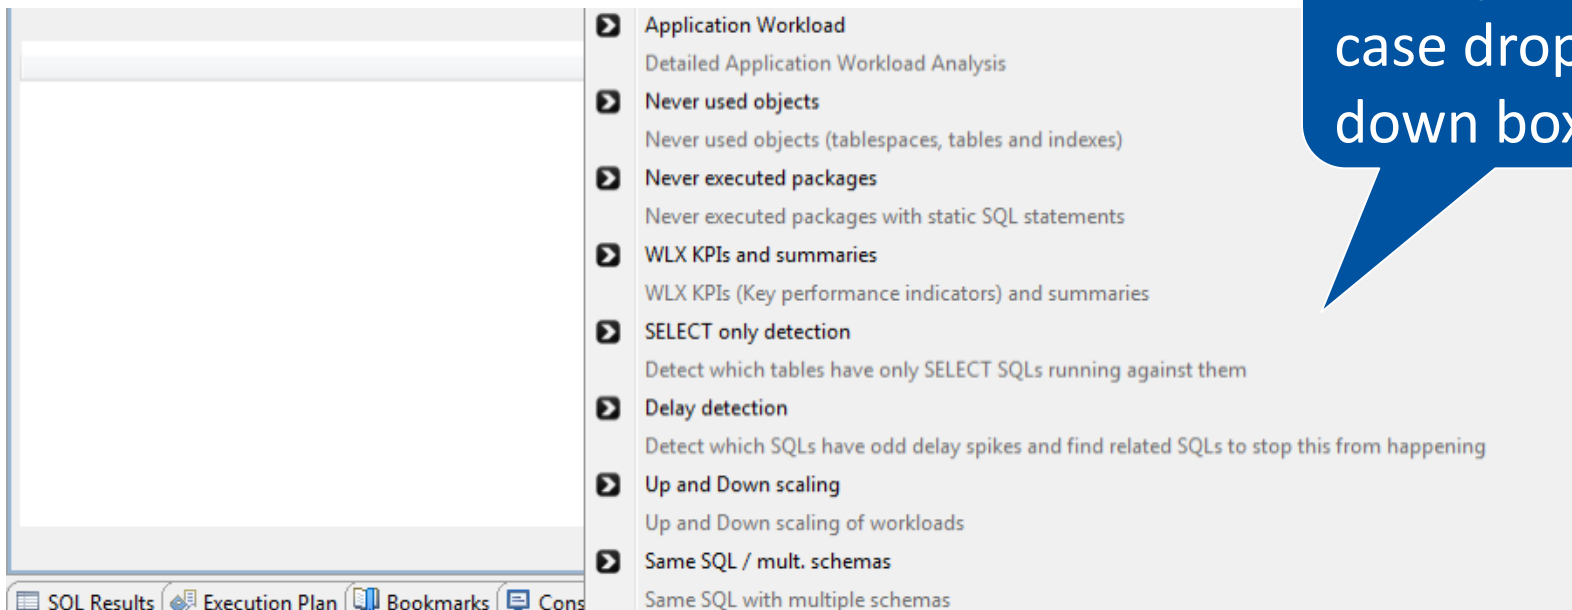 Application Workload
Detailed Application Workload Analysis
Never used objects
Never used objects (tablespaces, tables and indexes)
Never executed packages
Never executed packages with static SQL statements
WLX KPIs and summaries
WLX KPIs (Key performance indicators) and summaries
SELECT only detection
Detect which tables have only SELECT SQLs running against them
Delay detection
Detect which SQLs have odd delay spikes and find related SQLs to stop this from happening
Up and Down scaling
Up and Down scaling of workloads
Same SQL / mult. schemas
Same SQL with multiple schemas
case drop
down box
SQL Results
Execution Plan
Bookmarks
Cons